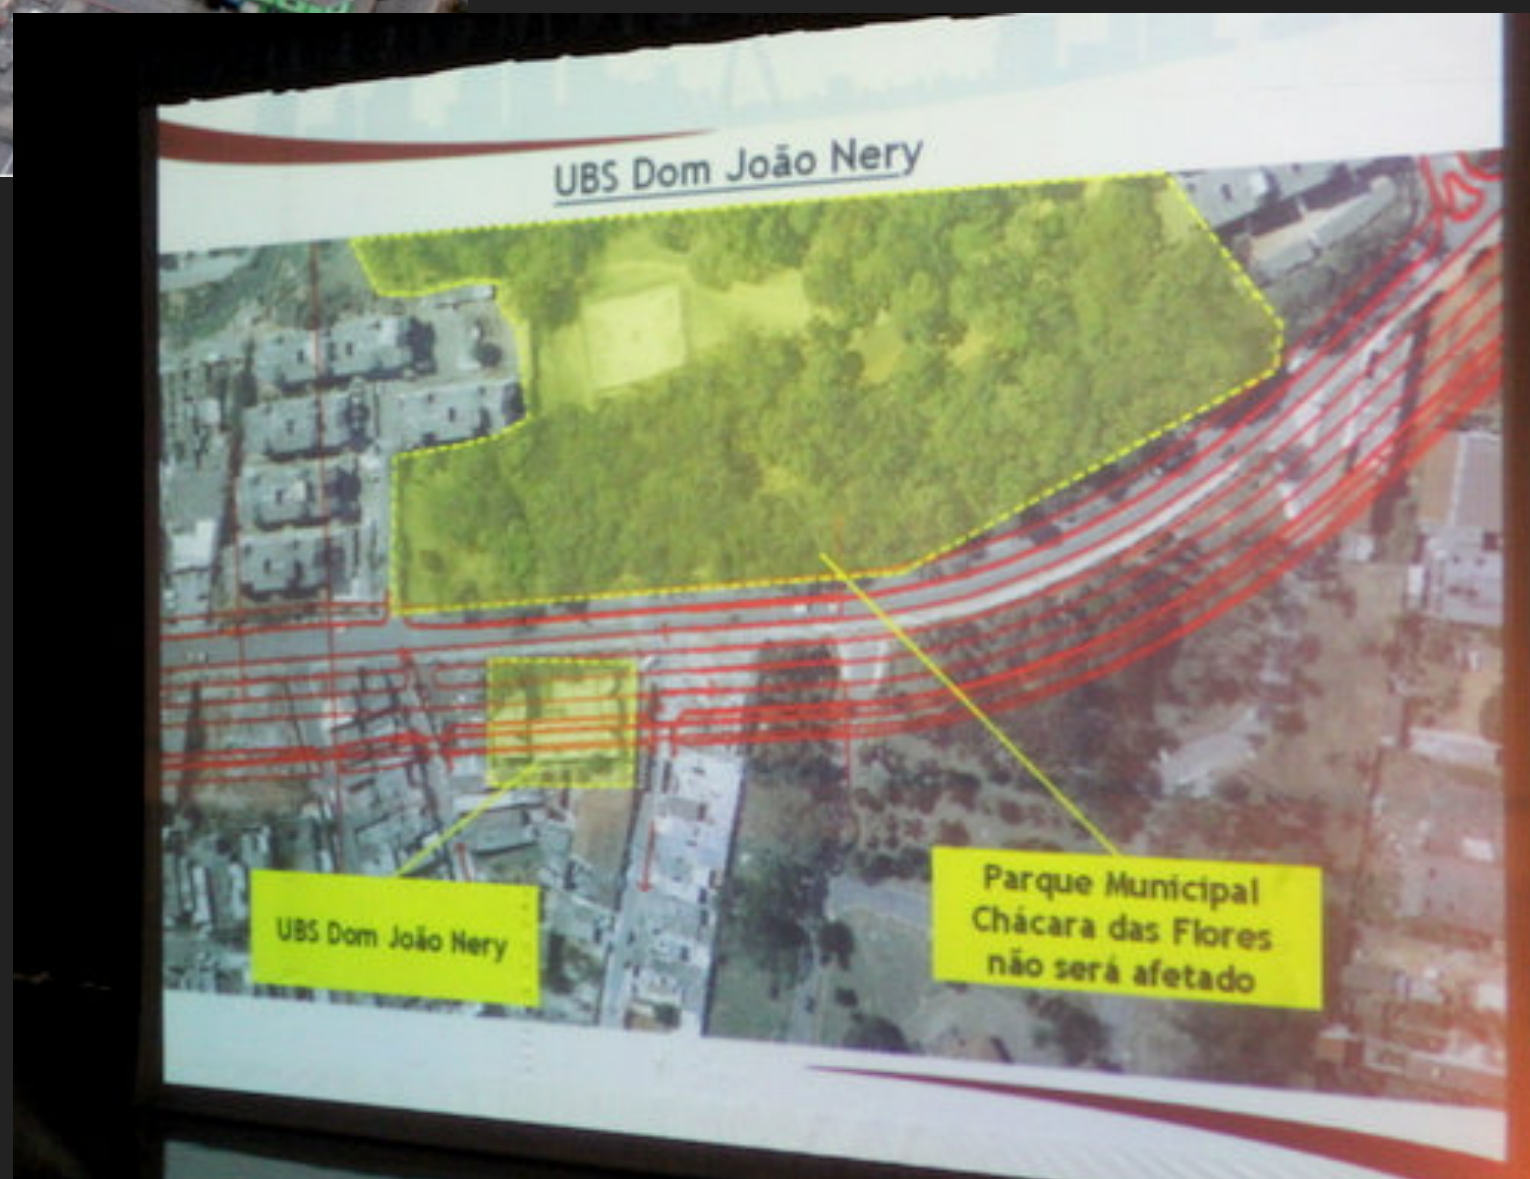 UBS Dom João Nery
UBS Dom João Nery
Parque Municipal
Chácara das Flores
não será afetado